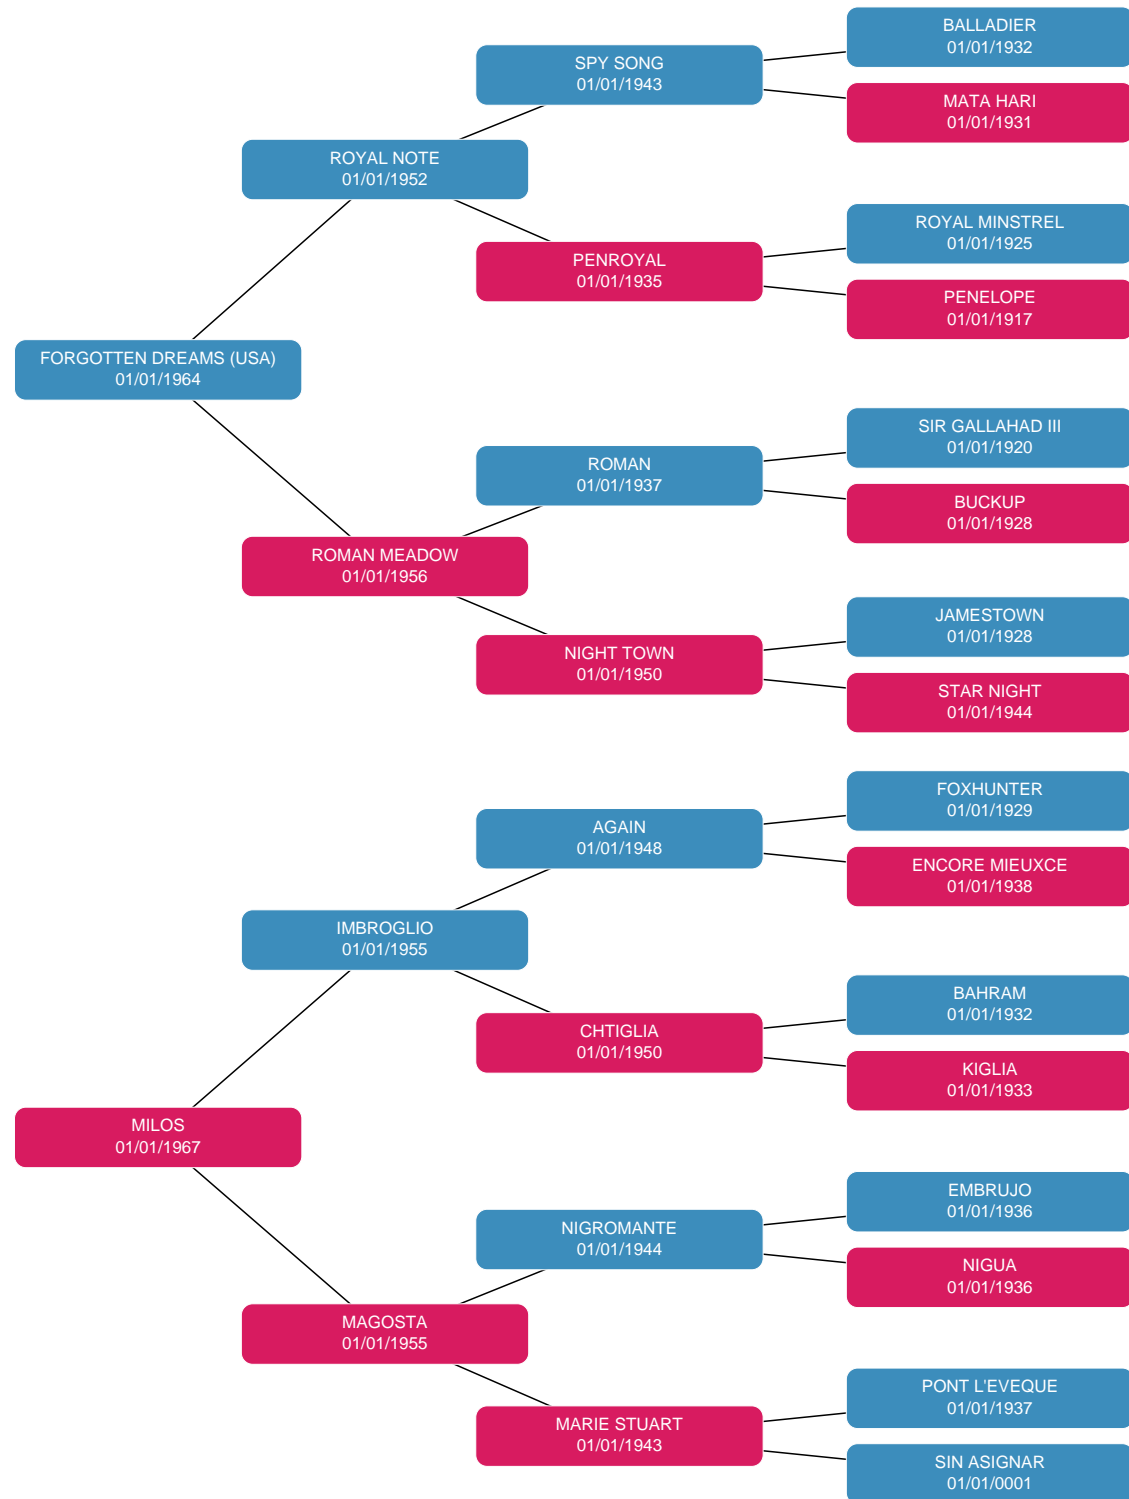 BALLADIER
01/01/1932
SPY SONG
01/01/1943
MATA HARI
01/01/1931
ROYAL NOTE
01/01/1952
ROYAL MINSTREL
01/01/1925
PENROYAL
01/01/1935
PENELOPE
01/01/1917
FORGOTTEN DREAMS (USA)
01/01/1964
SIR GALLAHAD III
01/01/1920
ROMAN
01/01/1937
BUCKUP
01/01/1928
ROMAN MEADOW
01/01/1956
JAMESTOWN
01/01/1928
NIGHT TOWN
01/01/1950
STAR NIGHT
01/01/1944
FOXHUNTER
01/01/1929
AGAIN
01/01/1948
ENCORE MIEUXCE
01/01/1938
IMBROGLIO
01/01/1955
BAHRAM
01/01/1932
CHTIGLIA
01/01/1950
KIGLIA
01/01/1933
MILOS
01/01/1967
EMBRUJO
01/01/1936
NIGROMANTE
01/01/1944
NIGUA
01/01/1936
MAGOSTA
01/01/1955
PONT L'EVEQUE
01/01/1937
MARIE STUART
01/01/1943
SIN ASIGNAR
01/01/0001